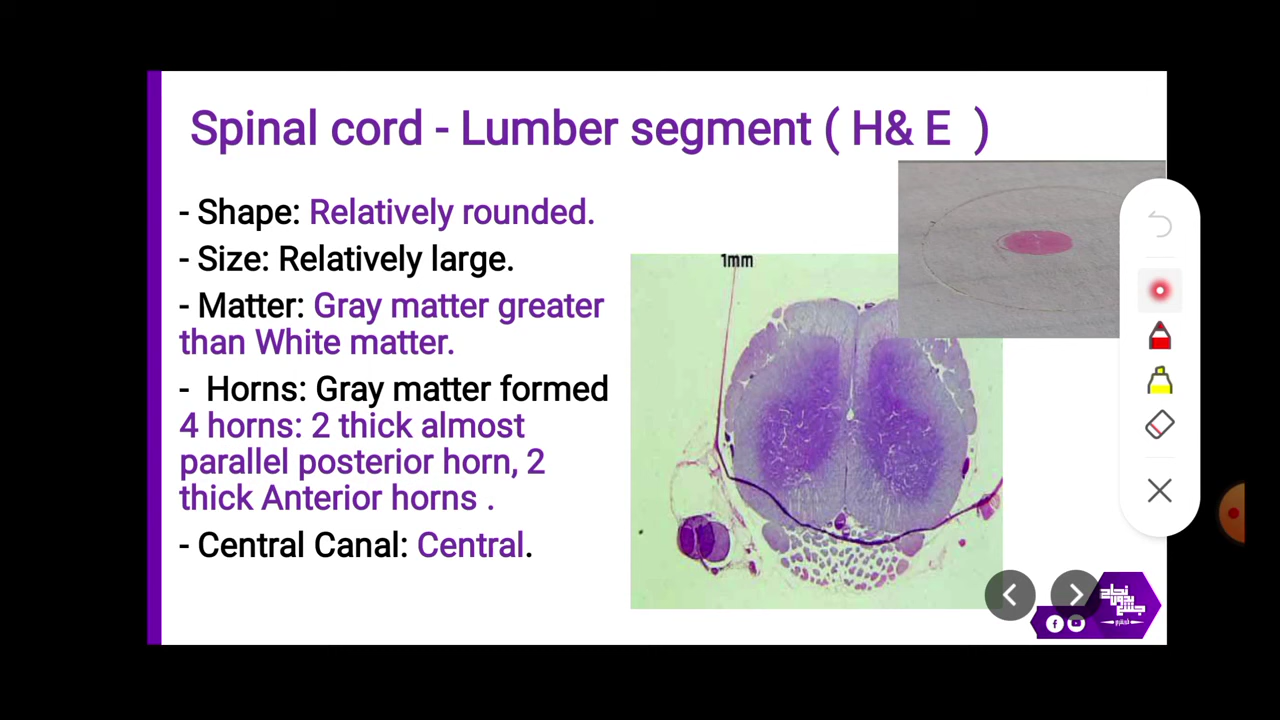 Spinal cord - Lumber segment ( H& E )
- Shape: Relatively rounded.
- Size: Relatively large.
- Matter: Gray matter greater
than White matter.
- Horns: Gray matter formed
4 horns: 2 thick almost
parallel posterior horn, 2
thick Anterior horns .
- Central Canal: Central.
1mm